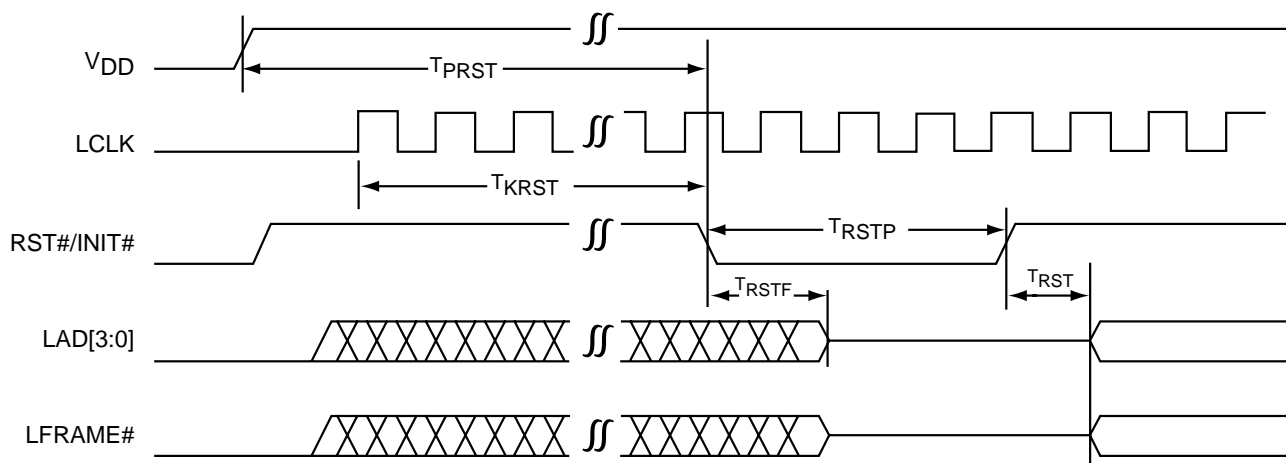 VDD
TPRST
LCLK
TKRST
RST#/INIT#
TRSTP
TRSTF
TRST
LAD[3:0]
LFRAME#